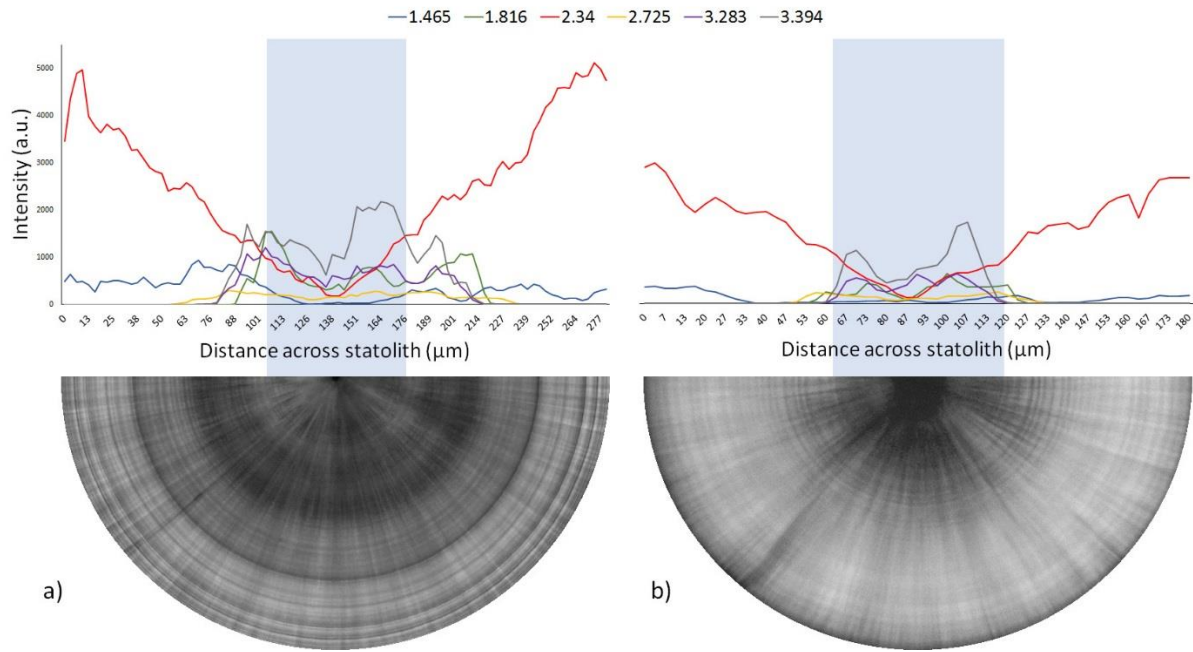 1.465 1.816 2.34 2.725 3.283 3.394
Intensity (a.u.)
5000
4000
3000
2000
1000
0
0 13 25 38 50 63 76 88 101 113 126 138 151 164 176 189 201 214 227 239 252 264 277
Distance across statolith (µm)
0 7 13 20 27 33 40 47 53 60 67 73 80 87 93 100 107 113 120 127 133 140 147 153 160 167 173 180
Distance across statolith (µm)
a)
b)